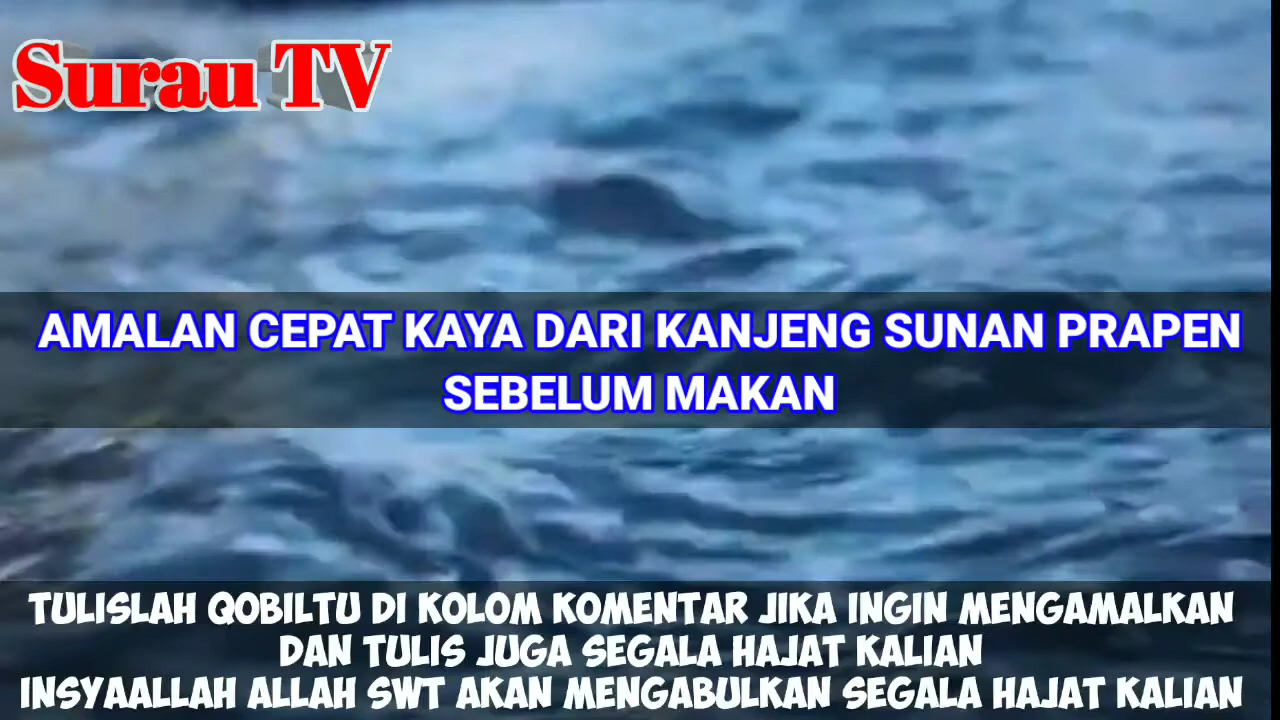 Surau TV
AMALAN CEPAT KAYA DARI KANJENG SUNAN PRAPEN
SEBELUM MAKAN
TULISLAH QOBILTU DI KOLOM KOMENTAR JIKA INGIN MENGAMALKAN
DAN TULIS JUGA SEGALA HAJAT KALIAN
INSYAALLAH ALLAH SWT AKAN MENGABULKAN SEGALA HAJAT KALIAN